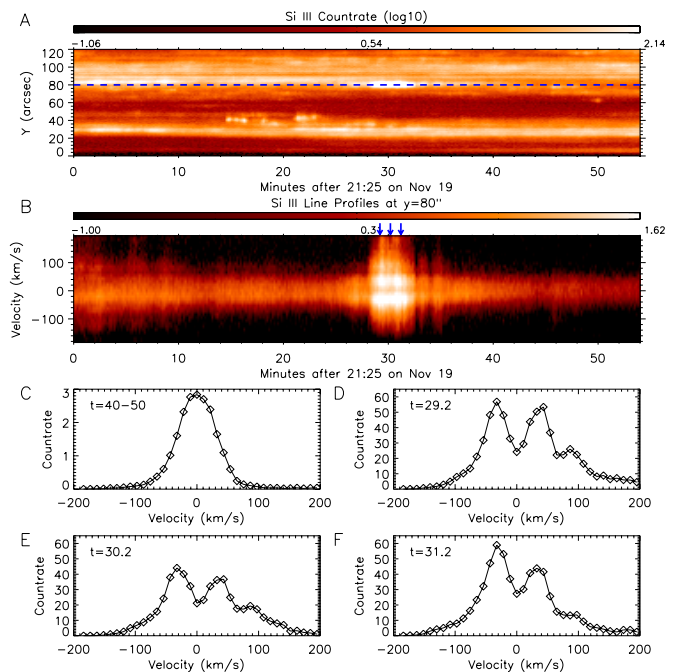 A
Si III Countrate (log10)
−1.06 0.54 2.14
120
100
80
60
40
20
0
Y (arcsec)
0 10 20 30 40 50
Minutes after 21:25 on Nov 19
B
Si III Line Profiles at y=80"
−1.00 0.3 1.62
100
0
−100
Velocity (km/s)
0 10 20 30 40 50
Minutes after 21:25 on Nov 19
C
t=40−50
3
2
1
0
Countrate
−200 −100 0 100 200
Velocity (km/s)
D
t=29.2
60
50
40
30
20
10
0
Countrate
−200 −100 0 100 200
Velocity (km/s)
E
t=30.2
60
50
40
30
20
10
0
Countrate
−200 −100 0 100 200
Velocity (km/s)
F
t=31.2
60
50
40
30
20
10
0
Countrate
−200 −100 0 100 200
Velocity (km/s)